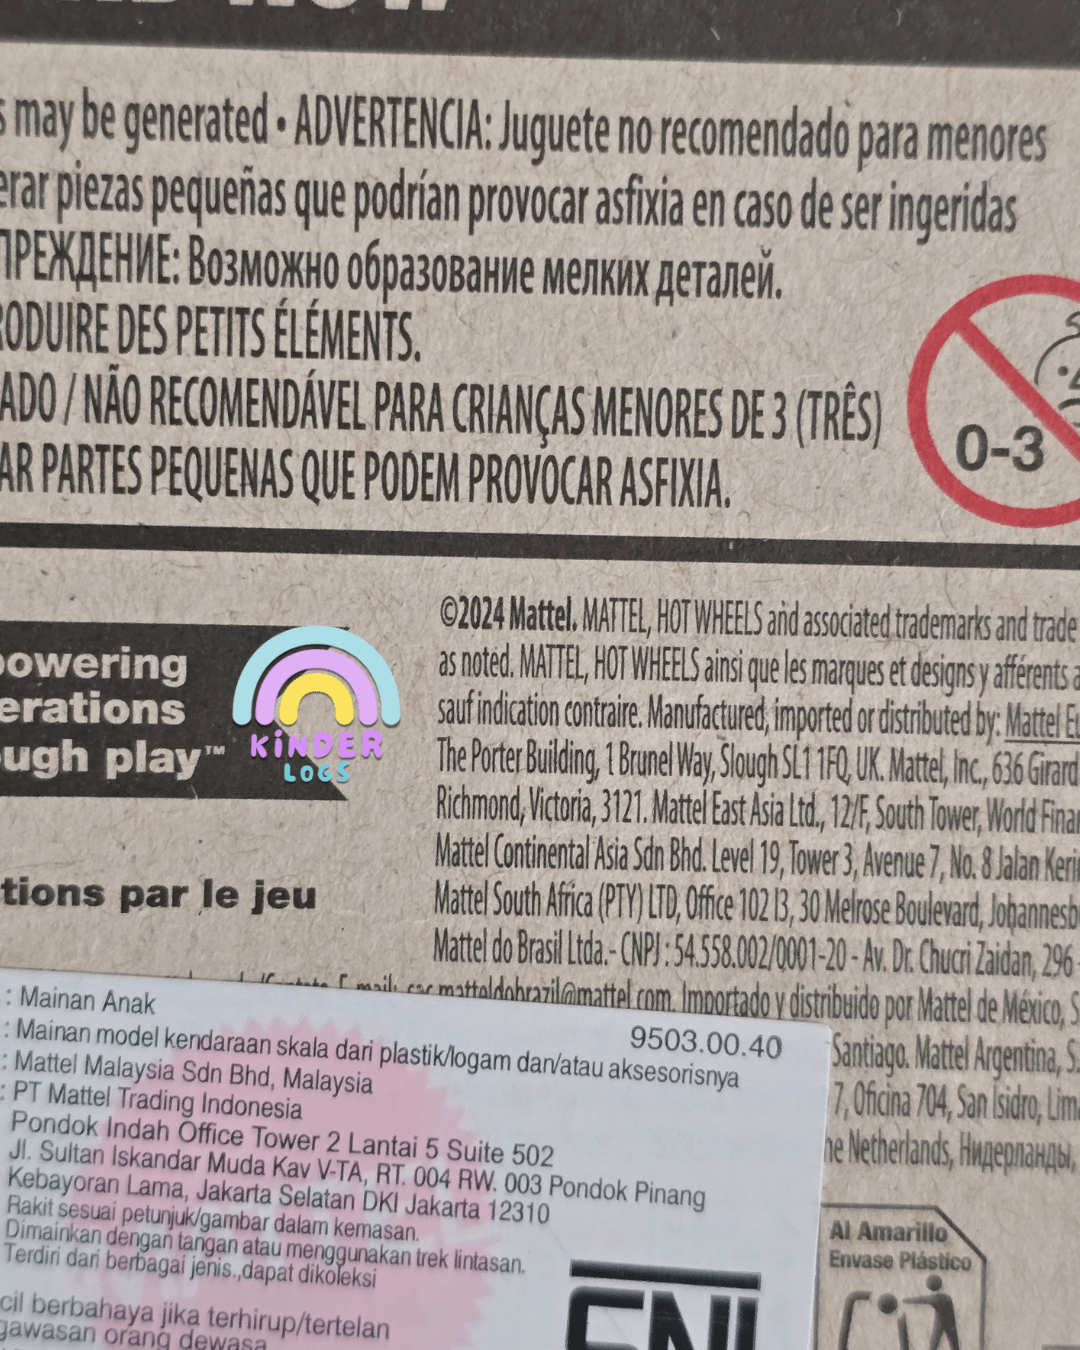 may be generated • ADVERTENCIA: Juguete no recomendado para menores
piezas pequeñas que podrían provocar asfixia en caso de ser ingeridas
Возможно образование мелких деталей.
DES PETITS ÉLÉMENTS.
/ NÃO RECOMENDÁVEL PARA CRIANÇAS MENORES DE 3 (TRÊS)
PARTES PEQUENAS QUE PODEM PROVOCAR ASFIXIA.
0-3
powering
erations
ough play™
KINDER
LOGS
tions par le jeu
©2024 Mattel. MATTEL, HOT WHEELS and associated trademarks and trade
as noted. MATTEL, HOT WHEELS ainsi que les marques et designs y afférents
sauf indication contraire. Manufactured, imported or distributed by: Mattel
The Porter Building, 1 Brunel Way, Slough SL1 1FQ, UK. Mattel, Inc., 636 Girard
Richmond, Victoria, 3121. Mattel East Asia Ltd., 12/F, South Tower, World
Mattel Continental Asia Sdn Bhd. Level 19, Tower 3, Avenue 7, No. 8 Jalan
Mattel South Africa (PTY) LTD, Office 102 I3, 30 Melrose Boulevard,
Mattel do Brasil Ltda.- CNPJ : 54.558.002/0001-20 - Av. Dr. Chucri Zaidan, 296
matteldobrazil@mattel.com. Importado y distribuido por Mattel de México,
Santiago. Mattel Argentina,
7, Oficina 704, San Isidro,
Netherlands, Нидерланды,
: Mainan Anak
9503.00.40
: Mainan model kendaraan skala dari plastik/logam dan/atau aksesorisnya
: Mattel Malaysia Sdn Bhd, Malaysia
: PT Mattel Trading Indonesia
Pondok Indah Office Tower 2 Lantai 5 Suite 502
Jl. Sultan Iskandar Muda Kav V-TA, RT. 004 RW. 003 Pondok Pinang
Kebayoran Lama, Jakarta Selatan DKI Jakarta 12310
Rakit sesuai petunjuk/gambar dalam kemasan.
Dimainkan dengan tangan atau menggunakan trek lintasan.
Terdiri dari berbagai jenis.,dapat dikoleksi
cil berbahaya jika terhirup/tertelan
gawasan orang dewasa
SNI
Al Amarillo
Envase Plástico